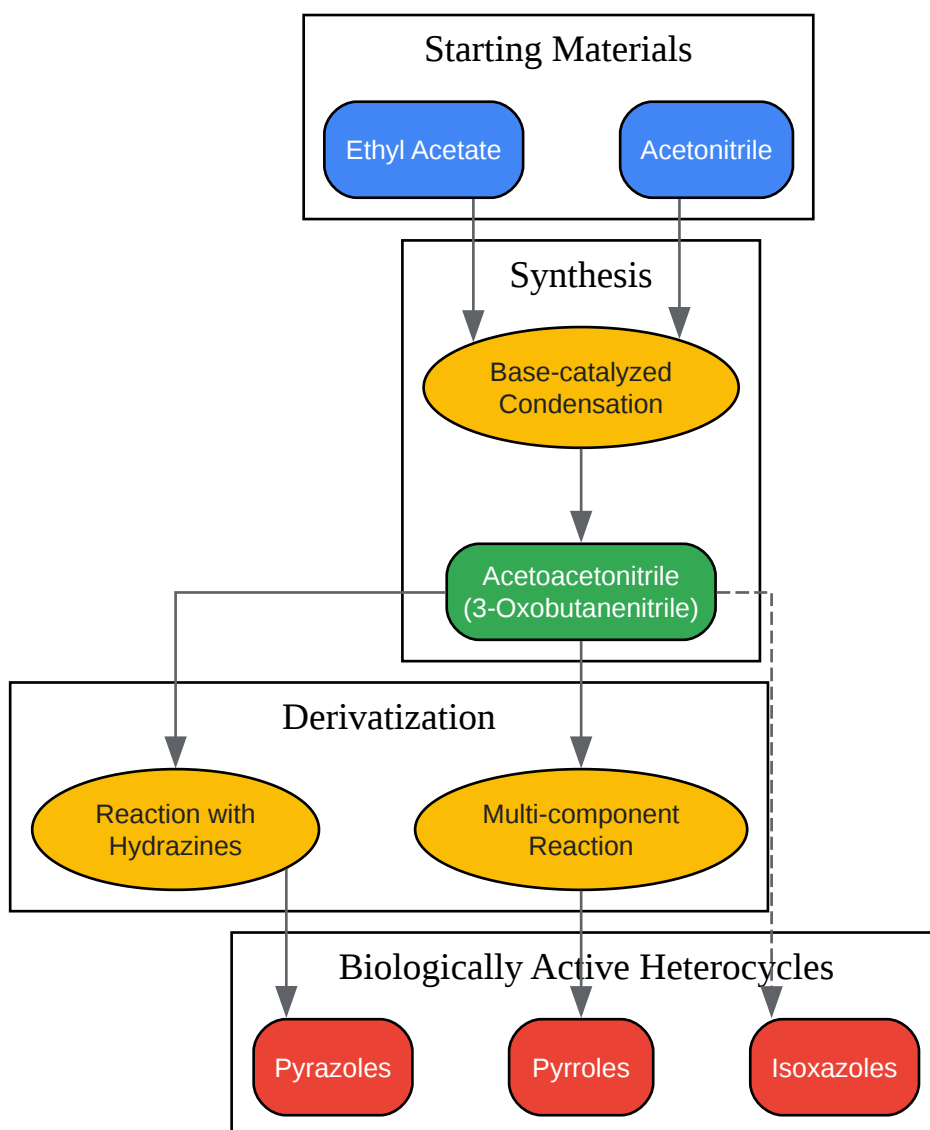 Starting Materials
Ethyl Acetate
Acetonitrile
Synthesis
Base-catalyzed
Condensation
Acetoacetonitrile
(3-Oxobutanenitrile)
Derivatization
Reaction with
Hydrazines
Multi-component
Reaction
Biologically Active Heterocycles
Pyrazoles
Pyrroles
Isoxazoles